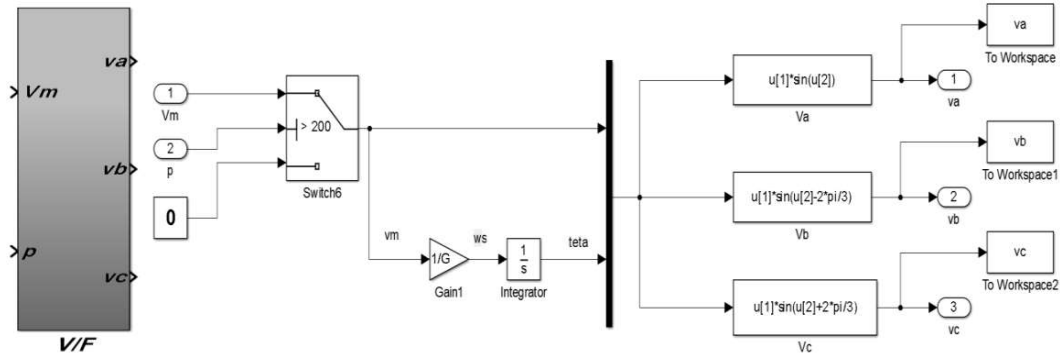 va
Vm
vb
p
vc
V/F
1
Vm
2
p
0
> 200
Switch6
vm
1/G
Gain1
ws
1
s
Integrator
teta
u[1]*sin(u[2])
Va
u[1]*sin(u[2]-2*pi/3)
Vb
u[1]*sin(u[2]+2*pi/3)
Vc
va
To Workspace
1
va
vb
To Workspace1
2
vb
vc
To Workspace2
3
vc